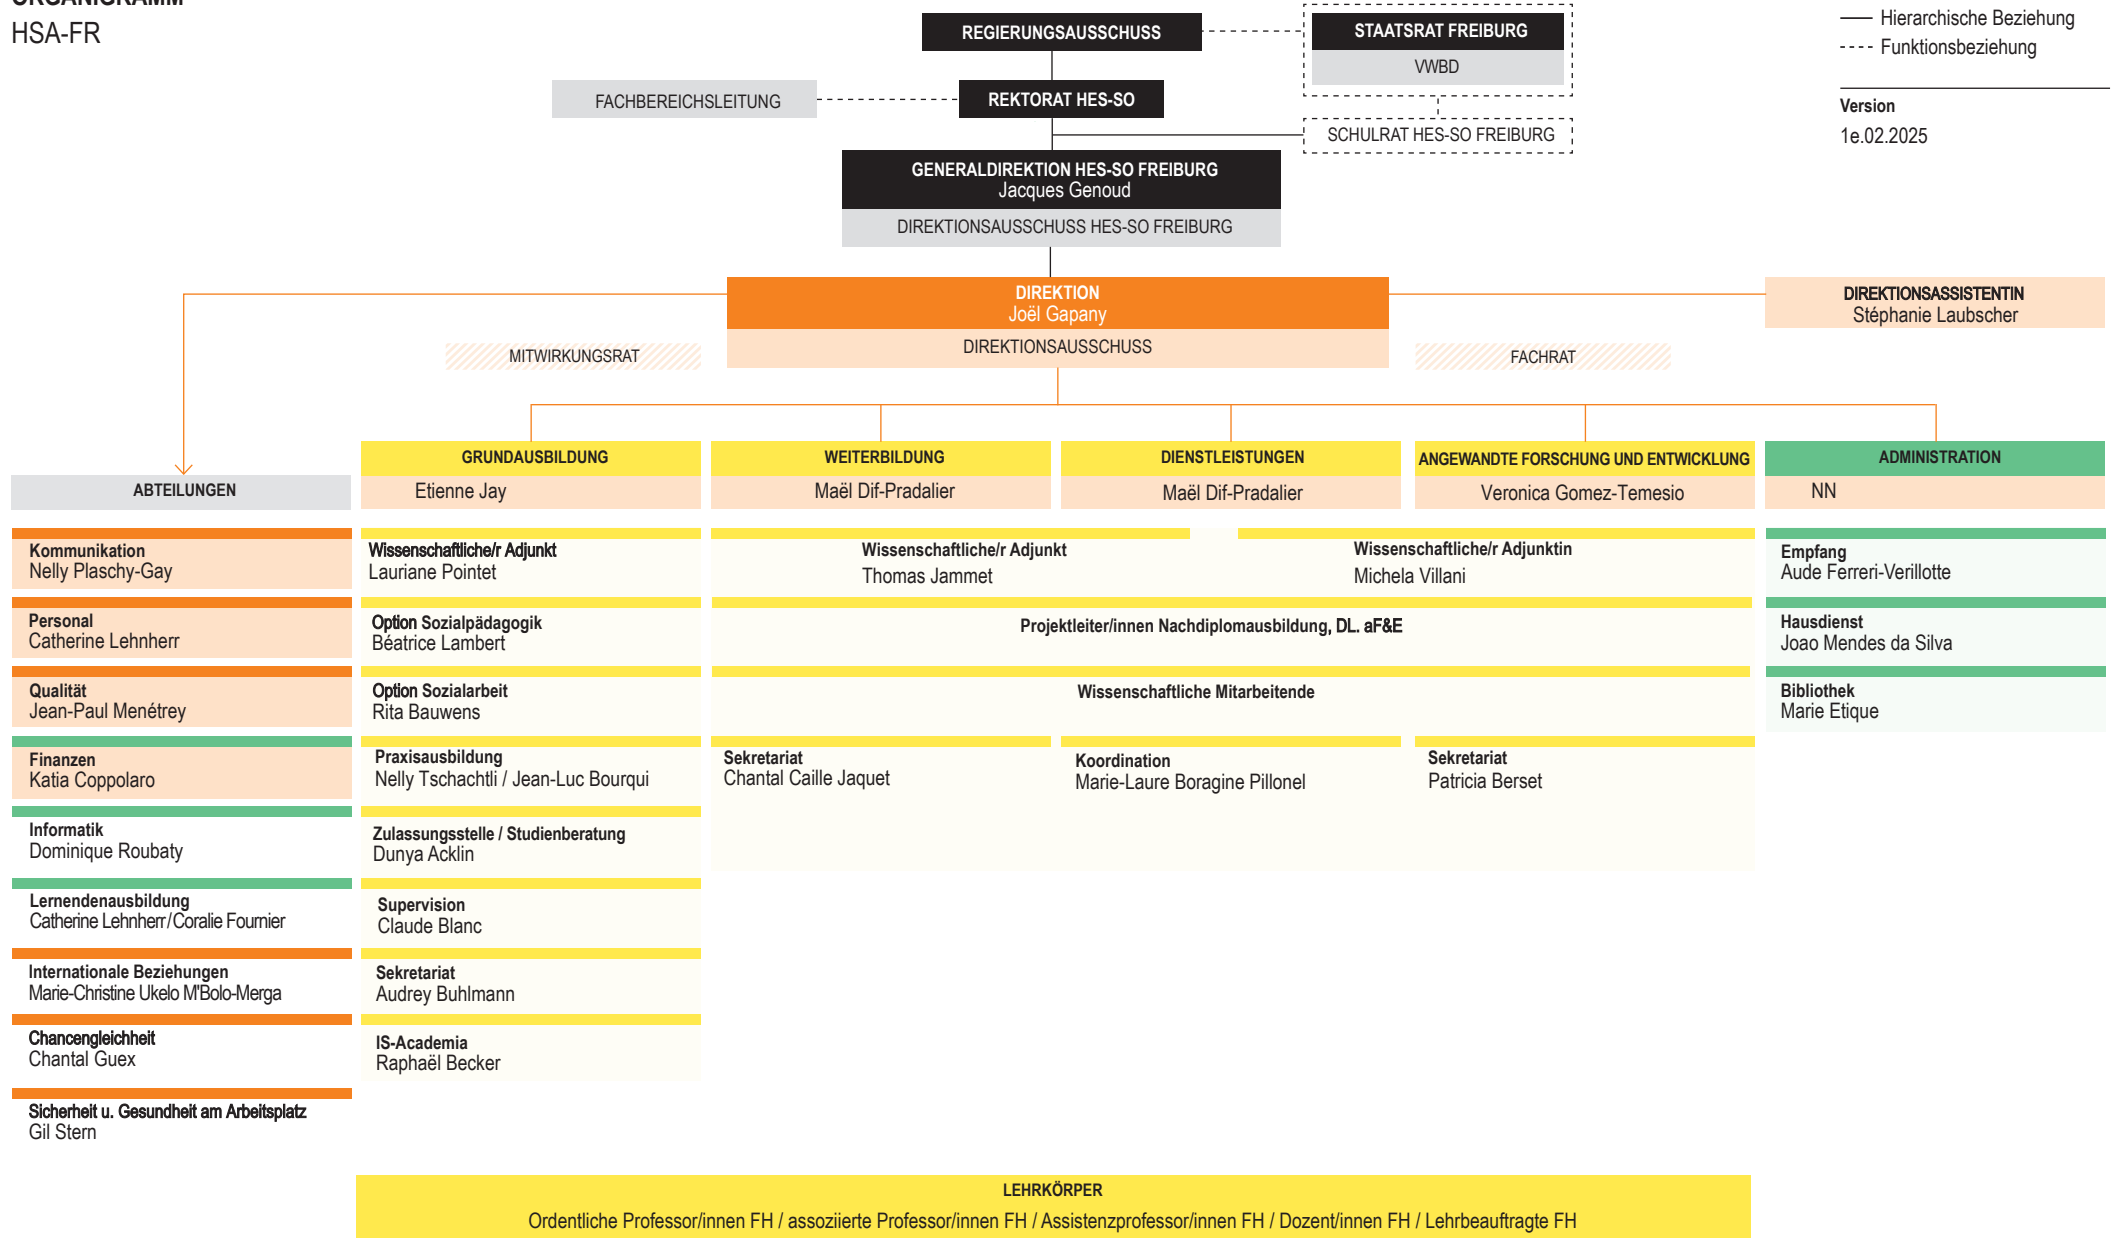 ORGANIGRAMM
HSA-FR
REGIERUNGSAUSSCHUSS
STAATSRAT FREIBURG
VWBD
Hierarchische Beziehung
Funktionsbeziehung
Version
1e.02.2025
FACHBEREICHSLEITUNG
REKTORAT HES-SO
SCHULRAT HES-SO FREIBURG
GENERALDIREKTION HES-SO FREIBURG
Jacques Genoud
DIREKTIONSAUSSCHUSS HES-SO FREIBURG
DIREKTION
Joël Gapany
DIREKTIONSAUSSCHUSS
DIREKTIONSASSISTENTIN
Stéphanie Laubscher
MITWIRKUNGSRAT
FACHRAT
ABTEILUNGEN
GRUNDAUSBILDUNG
Etienne Jay
WEITERBILDUNG
Maël Dif-Pradalier
DIENSTLEISTUNGEN
Maël Dif-Pradalier
ANGEWANDTE FORSCHUNG UND ENTWICKLUNG
Veronica Gomez-Temesio
ADMINISTRATION
NN
Kommunikation
Nelly Plaschy-Gay
Personal
Catherine Lehnherr
Qualität
Jean-Paul Menétrey
Finanzen
Katia Coppolaro
Informatik
Dominique Roubaty
Lernendenausbildung
Catherine Lehnherr/Coralie Fournier
Internationale Beziehungen
Marie-Christine Ukelo M'Bolo-Merga
Chancengleichheit
Chantal Guex
Sicherheit u. Gesundheit am Arbeitsplatz
Gil Stern
Wissenschaftliche/r Adjunkt
Lauriane Pointet
Option Sozialpädagogik
Béatrice Lambert
Option Sozialarbeit
Rita Bauwens
Praxisausbildung
Nelly Tschachtli / Jean-Luc Bourqui
Zulassungsstelle / Studienberatung
Dunya Acklin
Supervision
Claude Blanc
Sekretariat
Audrey Buhlmann
IS-Academia
Raphaël Becker
Wissenschaftliche/r Adjunkt
Thomas Jammet
Wissenschaftliche/r Adjunktin
Michela Villani
Projektleiter/innen Nachdiplomausbildung, DL. aF&E
Wissenschaftliche Mitarbeitende
Sekretariat
Chantal Caille Jaquet
Koordination
Marie-Laure Boragine Pillonel
Sekretariat
Patricia Berset
Empfang
Aude Ferreri-Verillotte
Hausdienst
Joao Mendes da Silva
Bibliothek
Marie Etique
LEHRKÖRPER
Ordentliche Professor/innen FH / assoziierte Professor/innen FH / Assistenzprofessor/innen FH / Dozent/innen FH / Lehrbeauftragte FH